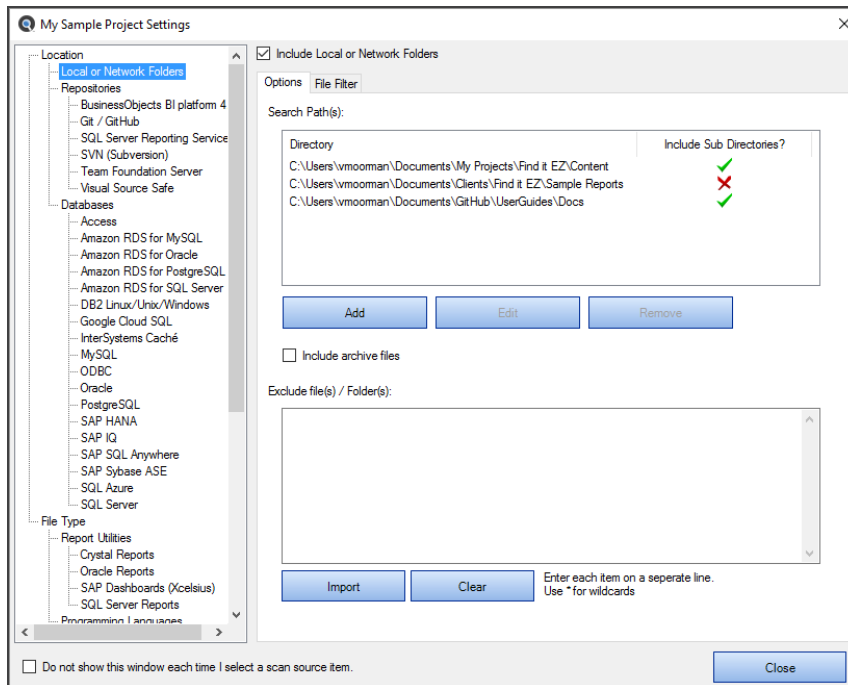 My Sample Project Settings
Location
Local or Network Folders
Repositories
BusinessObjects BI platform 4
Git / GitHub
SQL Server Reporting Service
SVN (Subversion)
Team Foundation Server
Visual Source Safe
Databases
Access
Amazon RDS for MySQL
Amazon RDS for Oracle
Amazon RDS for PostgreSQL
Amazon RDS for SQL Server
DB2 Linux/Unix/Windows
Google Cloud SQL
InterSystems Caché
MySQL
ODBC
Oracle
PostgreSQL
SAP HANA
SAP IQ
SAP SQL Anywhere
SAP Sybase ASE
SQL Azure
SQL Server
File Type
Report Utilities
Crystal Reports
Oracle Reports
SAP Dashboards (Xcelsius)
SQL Server Reports
Programming Languages
Include Local or Network Folders
Options File Filter
Search Path(s):
Directory Include Sub Directories?
C:\Users\vmoorman\Documents\My Projects\Find it EZ\Content
C:\Users\vmoorman\Documents\Clients\Find it EZ\Sample Reports
C:\Users\vmoorman\Documents\GitHub\UserGuides\Docs
Add Edit Remove
Include archive files
Exclude file(s) / Folder(s):
Import Clear
Enter each item on a seperate line.
Use * for wildcards
Do not show this window each time I select a scan source item.
Close